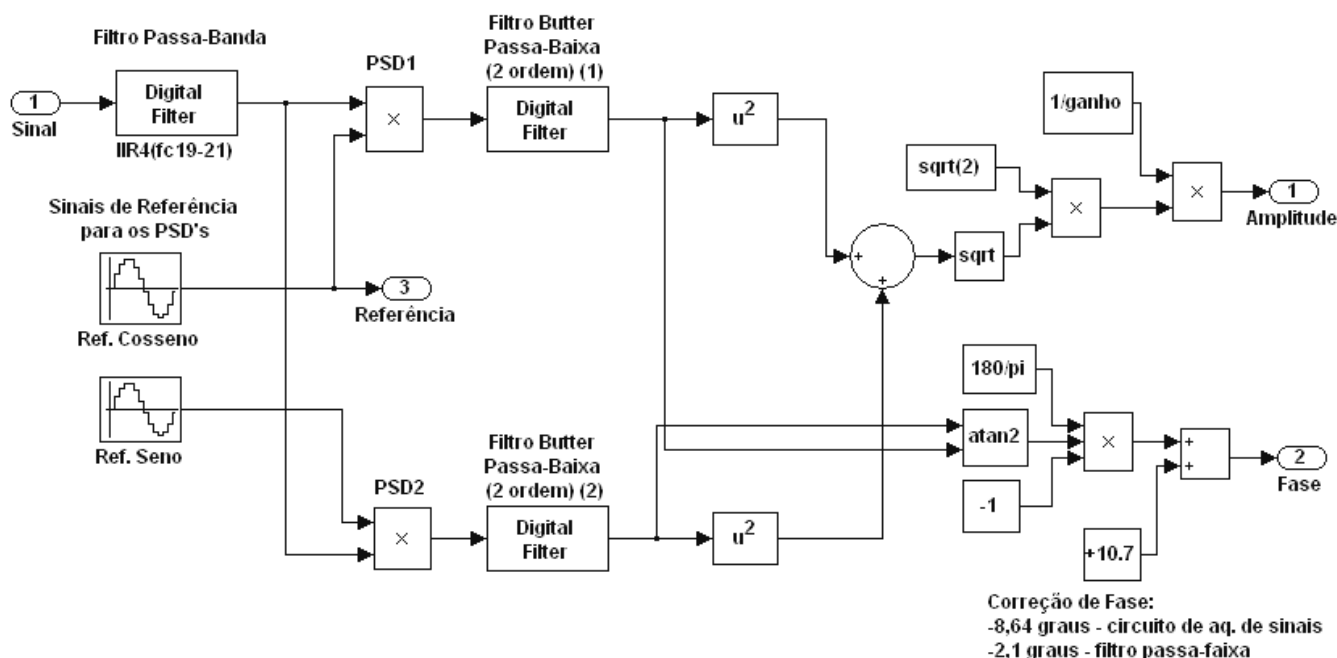 Filtro Passa-Banda
1
Sinal
Digital
Filter
IIR4(fc19-21)
PSD1
×
Filtro Butter
Passa-Baixa
(2 ordem) (1)
Digital
Filter
u²
1/ganho
sqrt(2)
×
×
1
Amplitude
+
+
sqrt
Sinais de Referência
para os PSD's
Ref. Cosseno
3
Referência
Ref. Seno
PSD2
×
Filtro Butter
Passa-Baixa
(2 ordem) (2)
Digital
Filter
u²
180/pi
atan2
-1
×
+
+
+10.7
2
Fase
Correção de Fase:
-8,64 graus - circuito de aq. de sinais
-2,1 graus - filtro passa-faixa